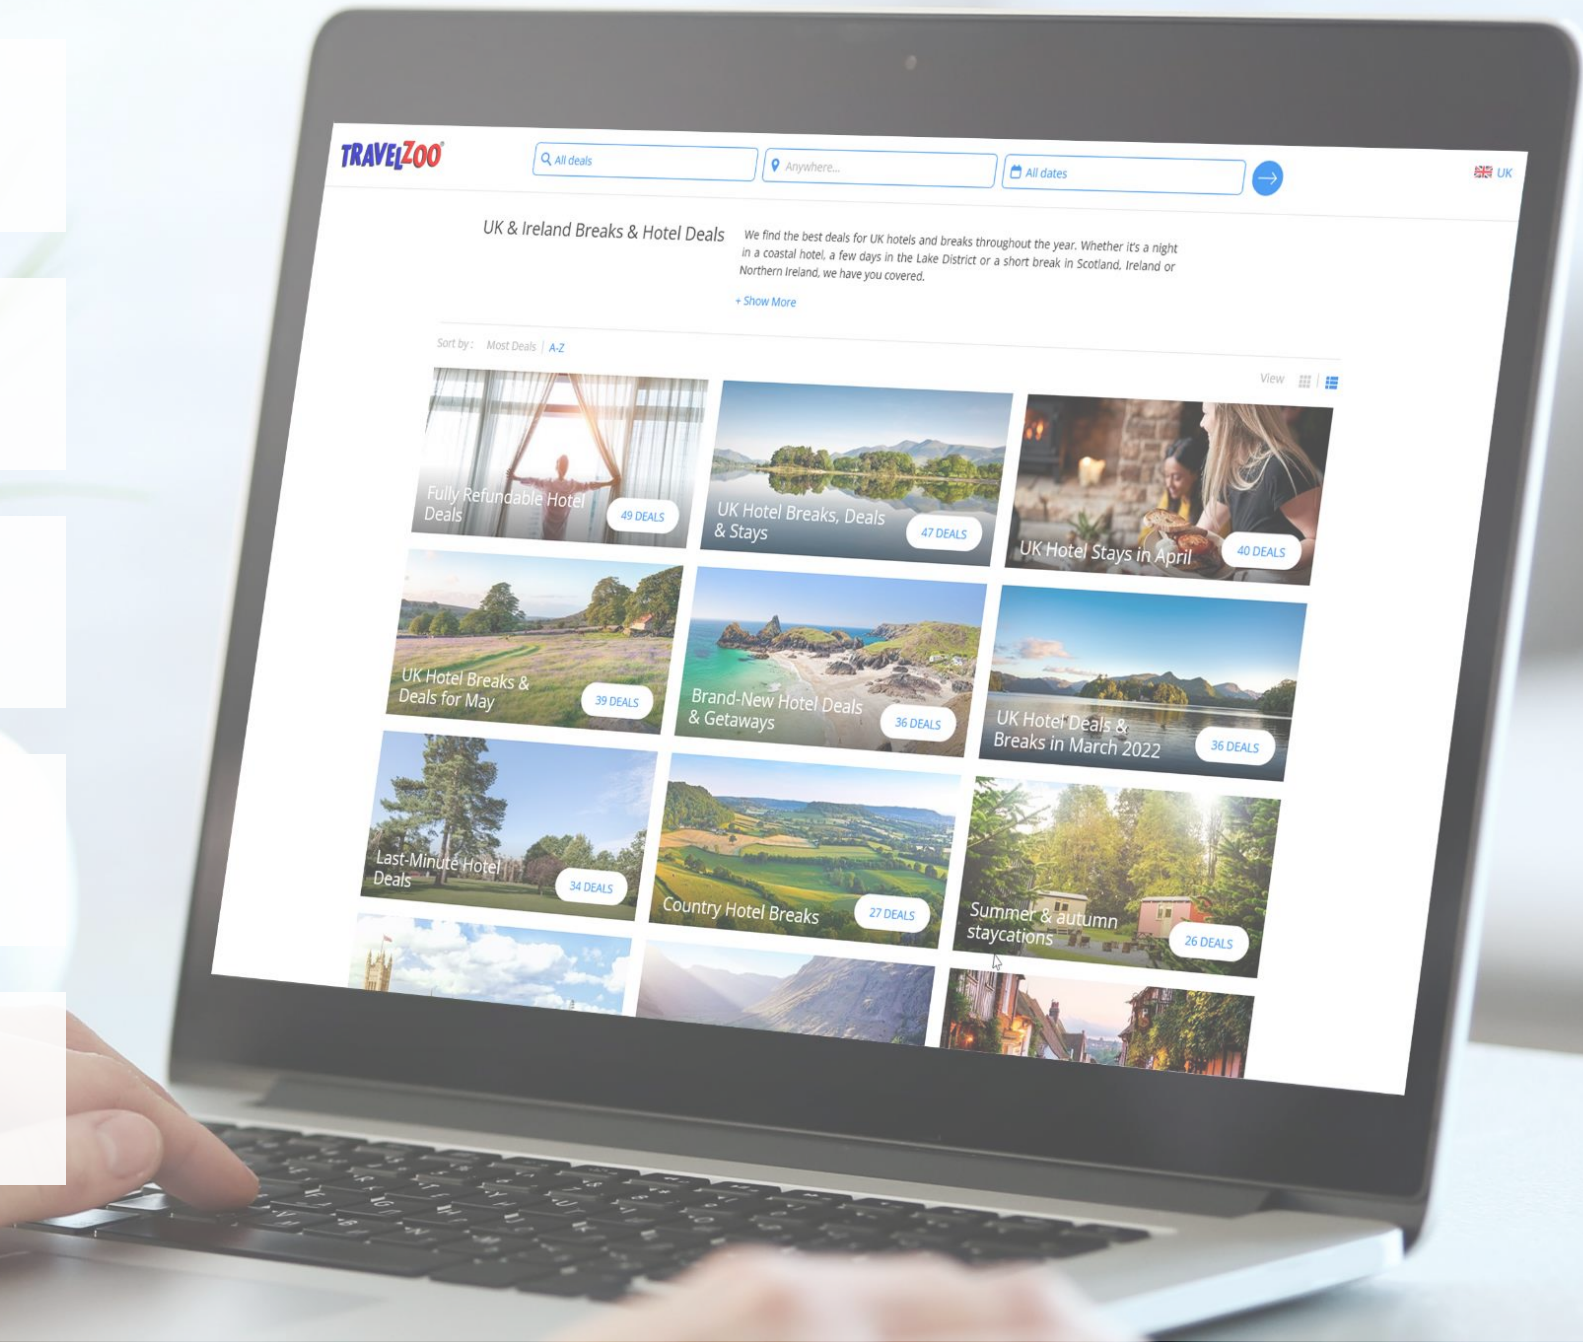 TRAVELZOO®
All deals
Anywhere...
All dates
UK
UK & Ireland Breaks & Hotel Deals
We find the best deals for UK hotels and breaks throughout the year. Whether it's a night
in a coastal hotel, a few days in the Lake District or a short break in Scotland, Ireland or
Northern Ireland, we have you covered.
+ Show More
Sort by : Most Deals | A-Z
View
Fully Refundable Hotel
Deals
49 DEALS
UK Hotel Breaks, Deals
& Stays
47 DEALS
UK Hotel Stays in April
40 DEALS
UK Hotel Breaks &
Deals for May
39 DEALS
Brand-New Hotel Deals
& Getaways
36 DEALS
UK Hotel Deals &
Breaks in March 2022
36 DEALS
Last-Minute Hotel
Deals
34 DEALS
Country Hotel Breaks
27 DEALS
Summer & autumn
staycations
26 DEALS